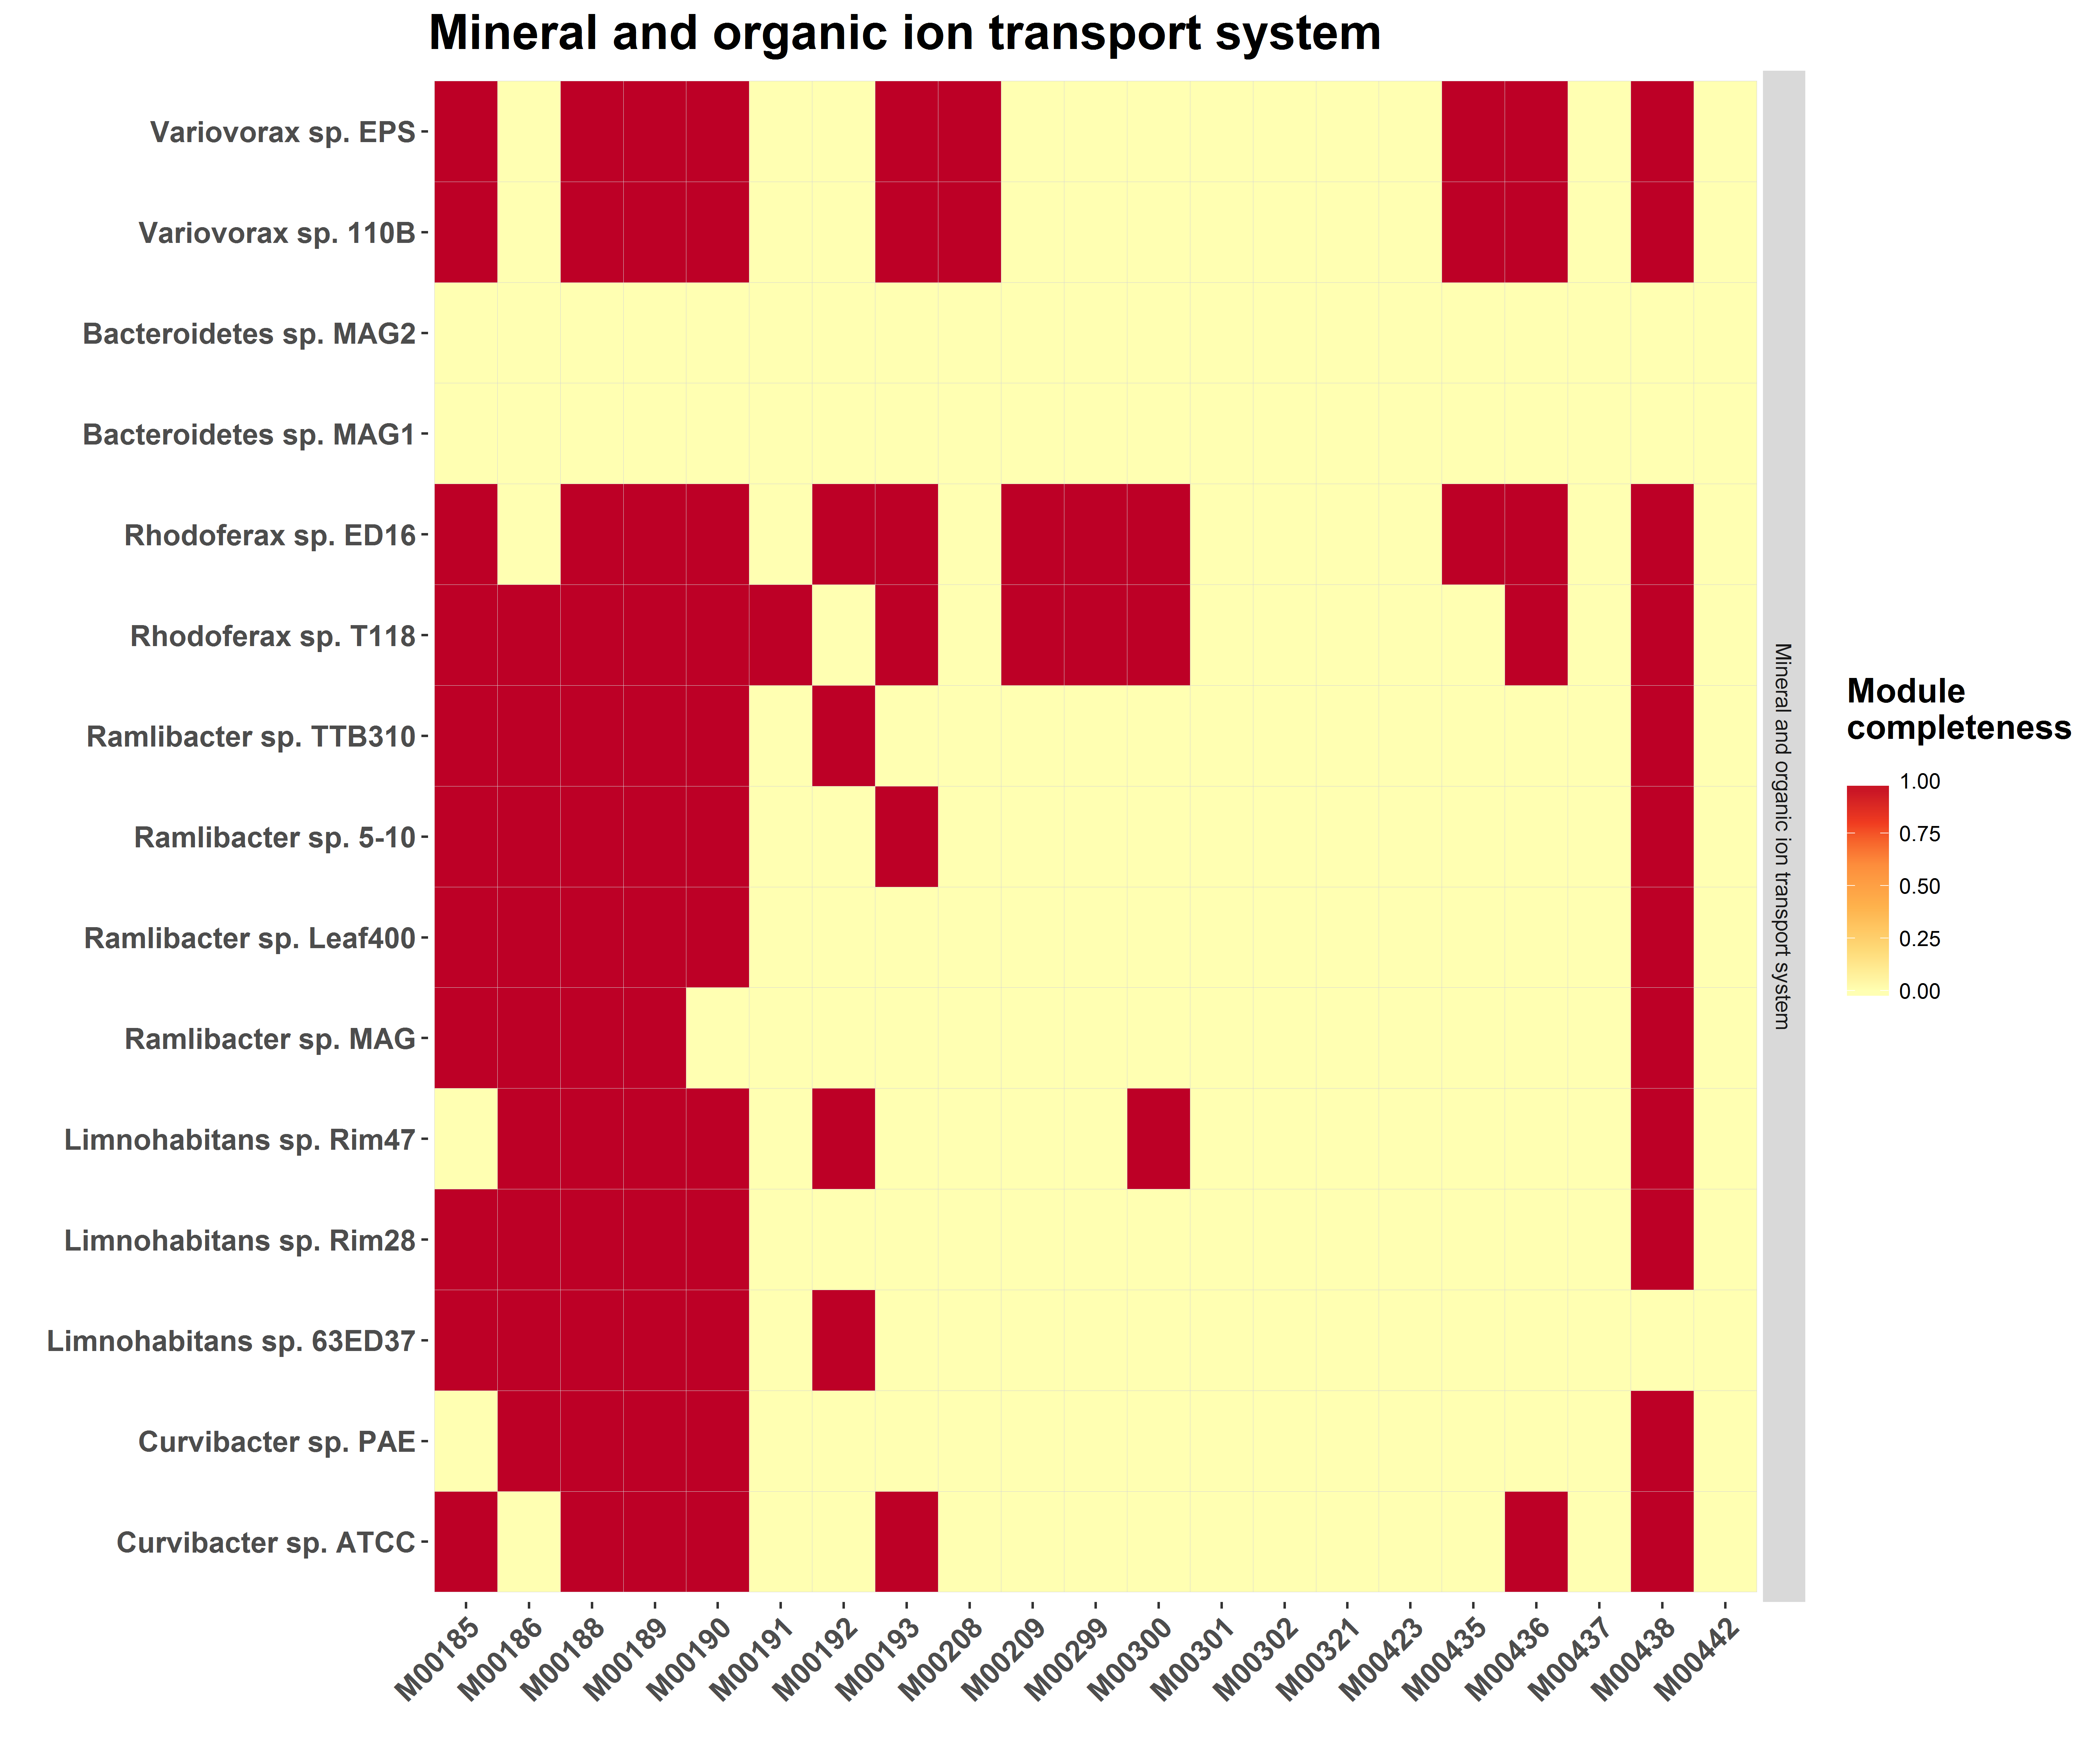 Mineral and organic ion transport system
Variovorax sp. EPS
Variovorax sp. 110B
Bacteroidetes sp. MAG2
Bacteroidetes sp. MAG1
Rhodoferax sp. ED16
Rhodoferax sp. T118
Ramlibacter sp. TTB310
Ramlibacter sp. 5-10
Ramlibacter sp. Leaf400
Ramlibacter sp. MAG
Limnohabitans sp. Rim47
Limnohabitans sp. Rim28
Limnohabitans sp. 63ED37
Curvibacter sp. PAE
Curvibacter sp. ATCC
M00185
M00186
M00188
M00189
M00190
M00191
M00192
M00193
M00208
M00209
M00299
M00300
M00301
M00302
M00321
M00423
M00435
M00436
M00437
M00438
M00442
Mineral and organic ion transport system
Module
completeness
1.00
0.75
0.50
0.25
0.00